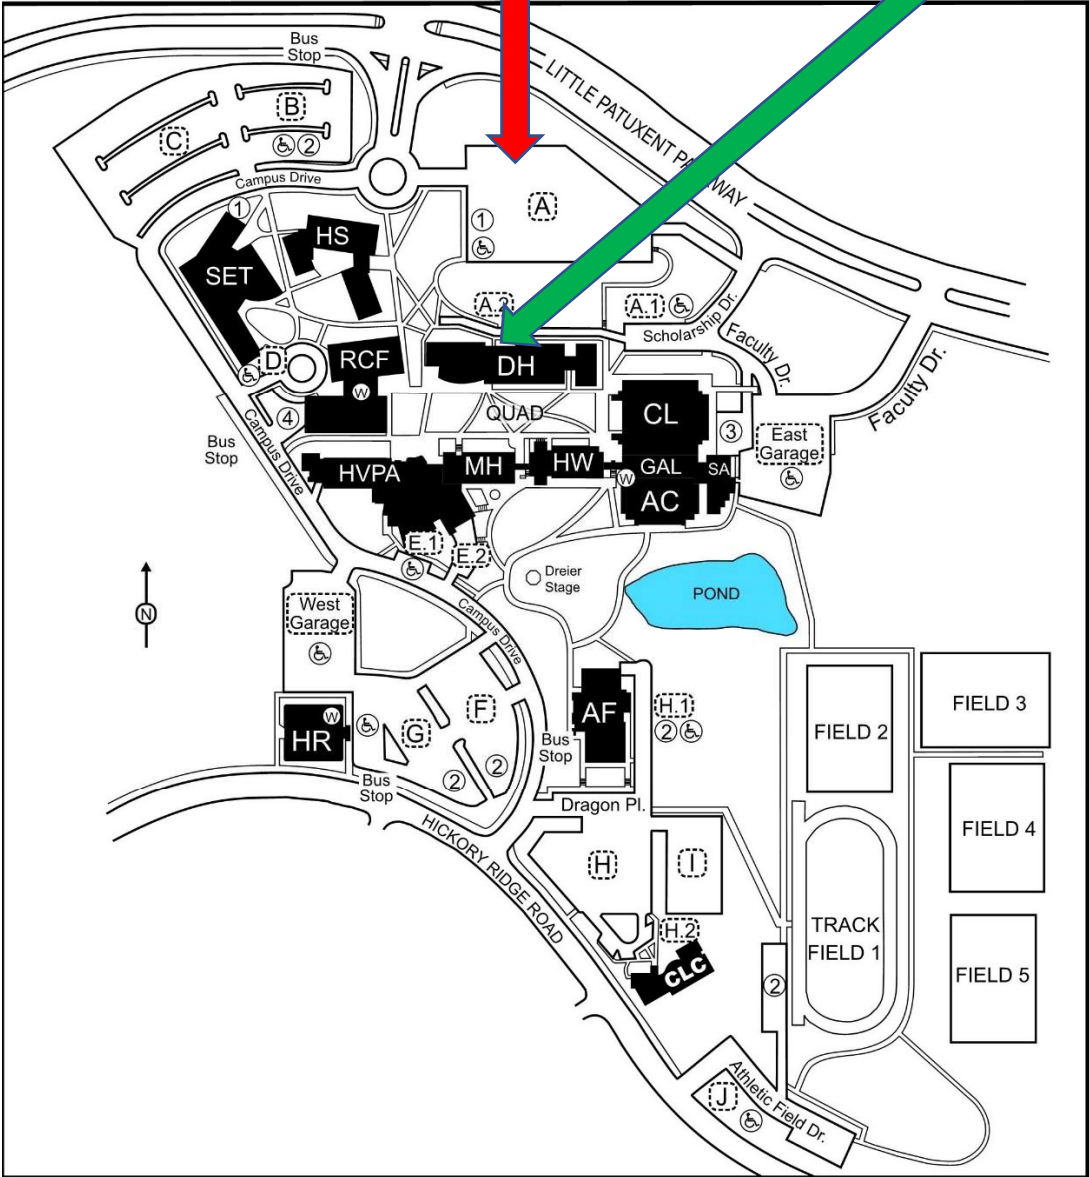 Bus
Stop
LITTLE PATUXENT PARKWAY
B
C
2
Campus Drive
A
1
1
HS
SET
A.2
A.1
Scholarship Dr.
Faculty Dr.
Faculty Dr.
D
RCF
W
DH
4
QUAD
CL
3
Bus
Stop
Campus Drive
East
Garage
HVPA
MH
HW
GAL
SA
W
AC
E.1
E.2
Dreier
Stage
POND
N
West
Garage
Campus Drive
HR
W
G
F
AF
H.1
2
FIELD 2
FIELD 3
Bus
Stop
Bus
Stop
2
2
Dragon Pl.
HICKORY RIDGE ROAD
H
I
FIELD 4
TRACK
FIELD 1
H.2
CLC
2
FIELD 5
J
Athletic Field Dr.